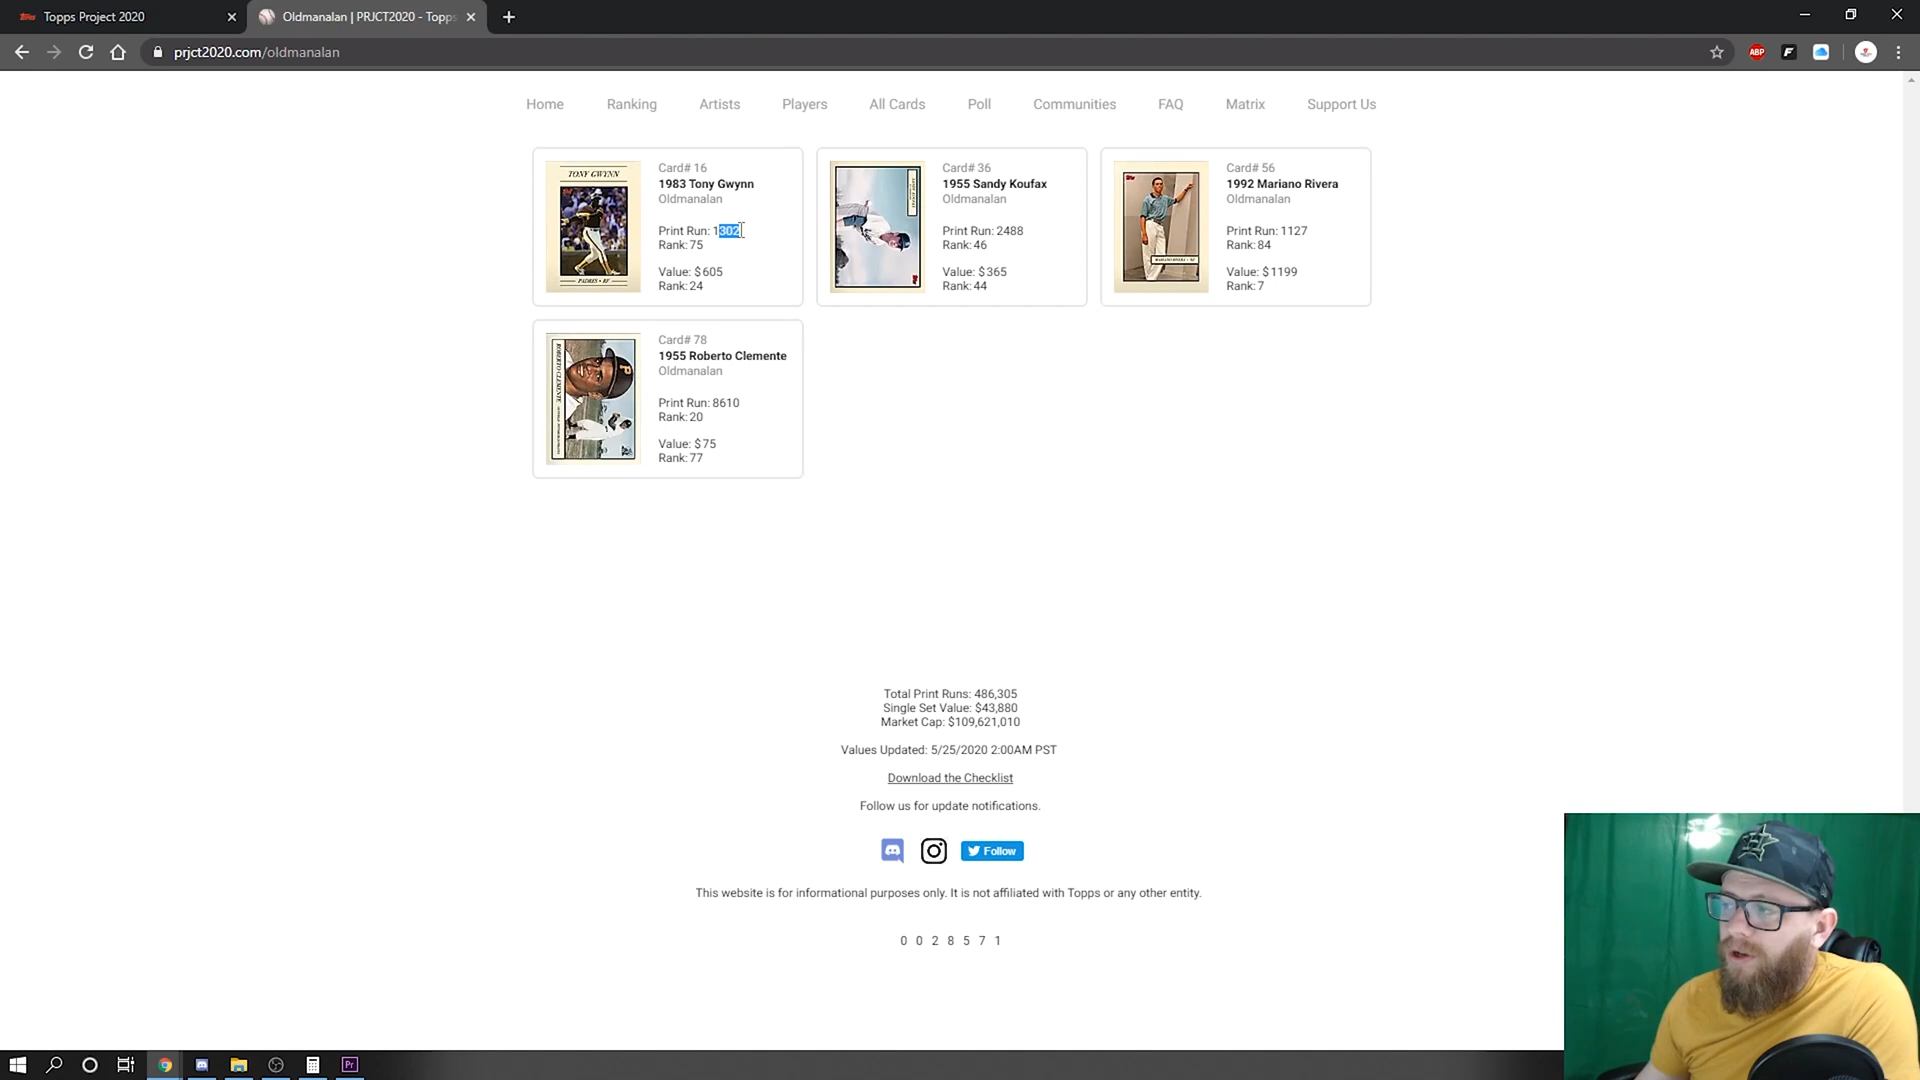 Topps Project 2020
Oldmanalan | PRJCT2020 - Topps
prjct2020.com/oldmanalan
ABP
Home Ranking Artists Players All Cards Poll Communities FAQ Matrix Support Us
TONY GWYNN
PADRES • RF
Card# 16
1983 Tony Gwynn
Oldmanalan
Print Run: 1302
Rank: 75
Value: $605
Rank: 24
Card# 36
1955 Sandy Koufax
Oldmanalan
Print Run: 2488
Rank: 46
Value: $365
Rank: 44
Card# 56
1992 Mariano Rivera
Oldmanalan
Print Run: 1127
Rank: 84
Value: $1199
Rank: 7
ROBERTO CLEMENTE
P
Card# 78
1955 Roberto Clemente
Oldmanalan
Print Run: 8610
Rank: 20
Value: $75
Rank: 77
Total Print Runs: 486,305
Single Set Value: $43,880
Market Cap: $109,621,010
Values Updated: 5/25/2020 2:00AM PST
Download the Checklist
Follow us for update notifications.
Follow
This website is for informational purposes only. It is not affiliated with Topps or any other entity.
0 0 2 8 5 7 1
Pr